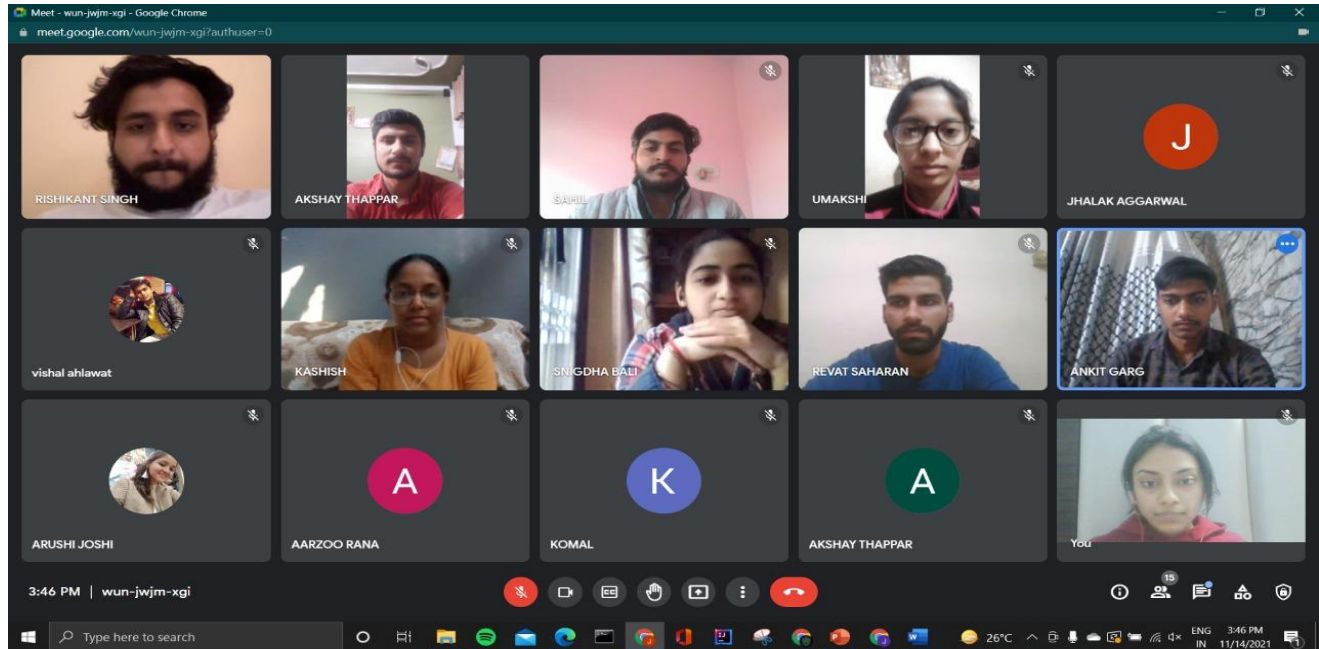 Meet - wun-jwjm-xgi - Google Chrome
meet.google.com/wun-jwjm-xgi?authuser=0
RISHIKANT SINGH
AKSHAY THAPPAR
SAHIL
UMAKSHI
JHALAK AGGARWAL
J
vishal ahlawat
KASHISH
SNIGDHA BALI
REVAT SAHARAN
ANKIT GARG
ARUSHI JOSHI
A
AARZOO RANA
K
KOMAL
A
AKSHAY THAPPAR
You
3:46 PM | wun-jwjm-xgi
CC
15
Type here to search
26°C
ENG
IN
3:46 PM
11/14/2021